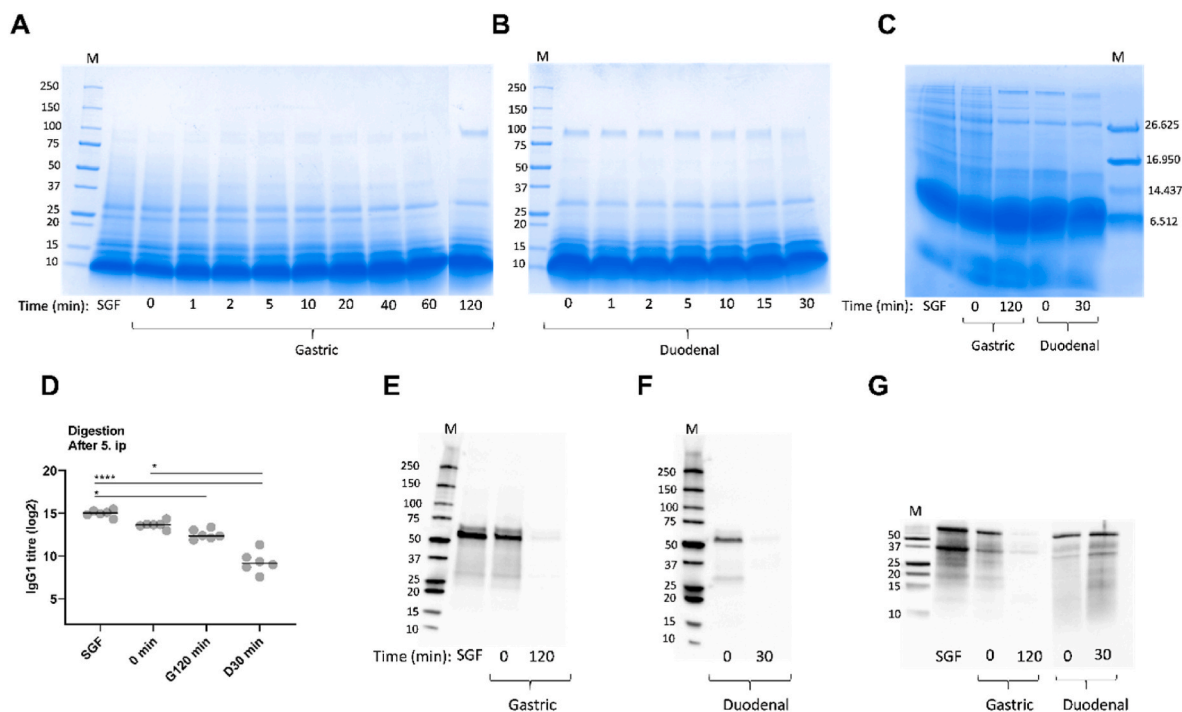 A
M
250
150
100
75
50
37
25
20
15
10
Time (min): SGF 0 1 2 5 10 20 40 60 120
Gastric
B
M
250
150
100
75
50
37
25
20
15
10
0 1 2 5 10 15 30
Duodenal
C
M
26.625
16.950
14.437
6.512
Time (min): SGF 0 120 0 30
Gastric Duodenal
D
Digestion
After 5. ip
*
****
*
IgG1 titre (log2)
20
15
10
5
SGF 0 min G120 min D30 min
E
M
250
150
100
75
50
37
25
20
15
10
Time (min): SGF 0 120
Gastric
F
M
250
150
100
75
50
37
25
20
15
10
0 30
Duodenal
G
M
50
37
25
20
15
10
SGF 0 120 0 30
Gastric Duodenal